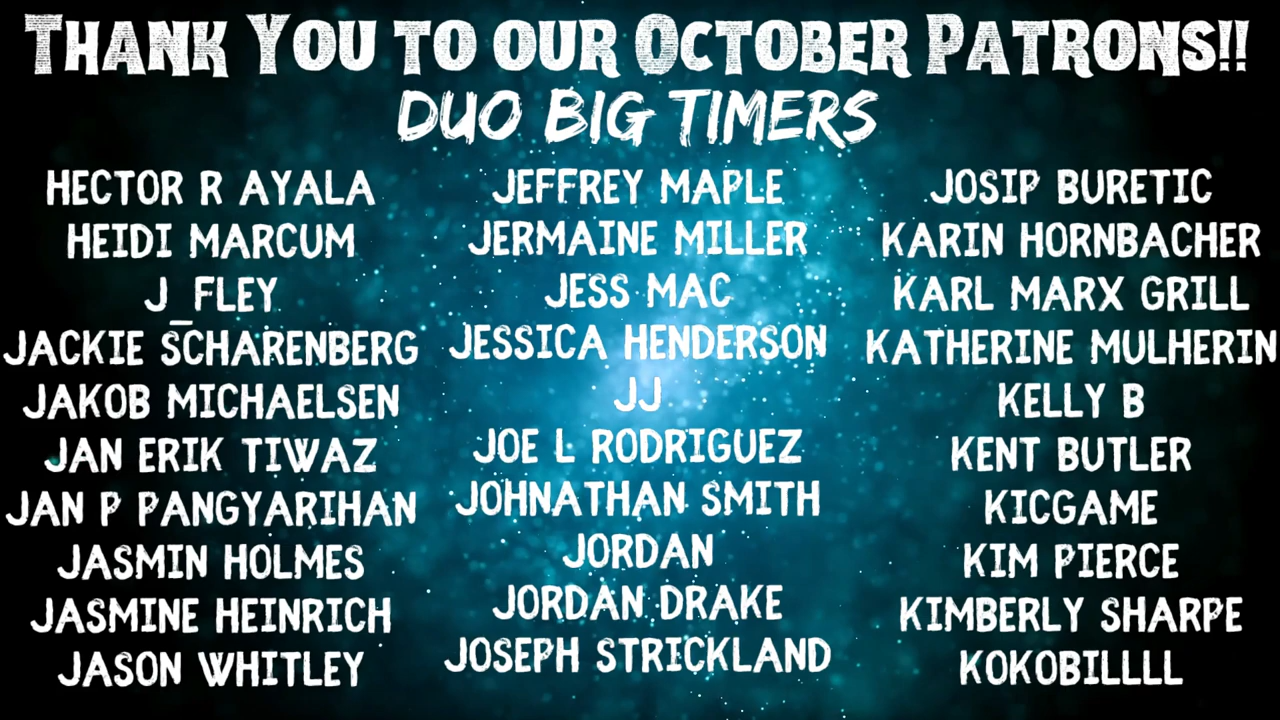 Thank You to our October Patrons!!
DUO BIG TIMERS
HECTOR R AYALA
HEIDI MARCUM
J_FLEY
JACKIE SCHARENBERG
JAKOB MICHAELSEN
JAN ERIK TIWAZ
JAN P PANGYARIHAN
JASMIN HOLMES
JASMINE HEINRICH
JASON WHITLEY
JEFFREY MAPLE
JERMAINE MILLER
JESS MAC
JESSICA HENDERSON
JJ
JOE L RODRIGUEZ
JOHNATHAN SMITH
JORDAN
JORDAN DRAKE
JOSEPH STRICKLAND
JOSIP BURETIC
KARIN HORNBACHER
KARL MARX GRILL
KATHERINE MULHERIN
KELLY B
KENT BUTLER
KICGAME
KIM PIERCE
KIMBERLY SHARPE
KOKOBILLLL